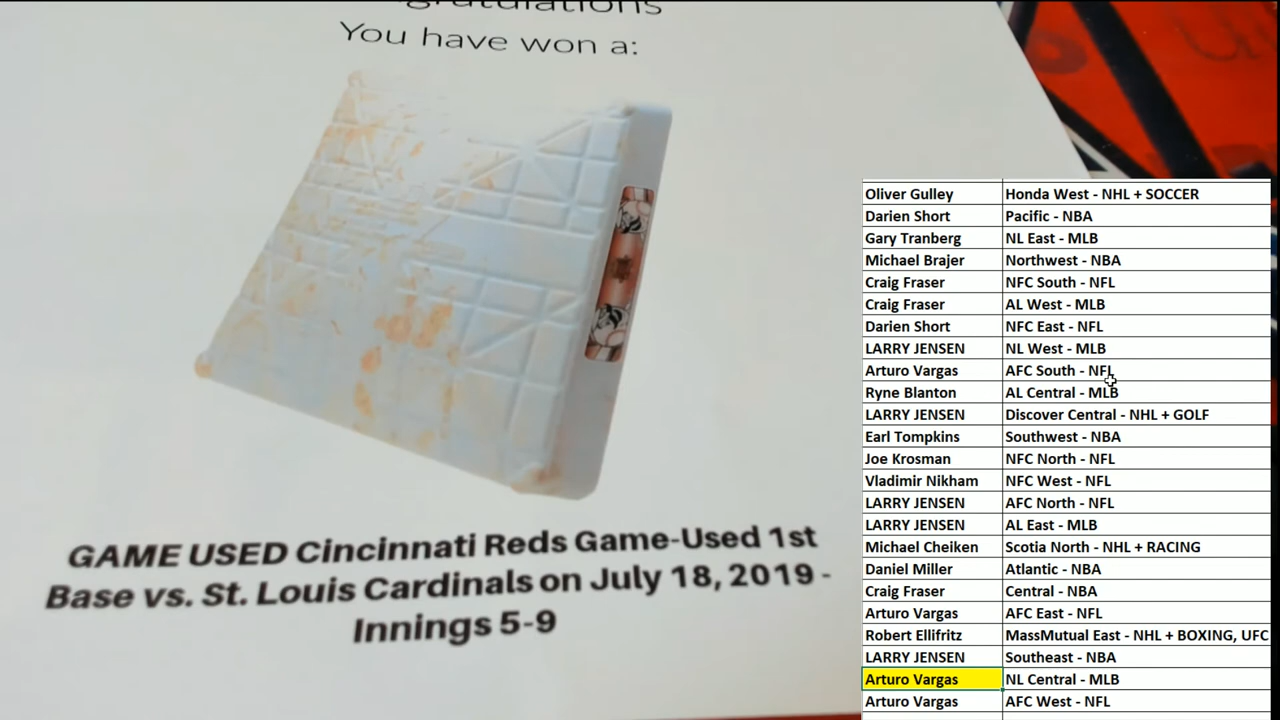 You have won a:
GAME USED Cincinnati Reds Game-Used 1st
Base vs. St. Louis Cardinals on July 18, 2019 -
Innings 5-9
Oliver Gulley Honda West - NHL + SOCCER
Darien Short Pacific - NBA
Gary Tranberg NL East - MLB
Michael Brajer Northwest - NBA
Craig Fraser NFC South - NFL
Craig Fraser AL West - MLB
Darien Short NFC East - NFL
LARRY JENSEN NL West - MLB
Arturo Vargas AFC South - NFL
Ryne Blanton AL Central - MLB
LARRY JENSEN Discover Central - NHL + GOLF
Earl Tompkins Southwest - NBA
Joe Krosman NFC North - NFL
Vladimir Nikham NFC West - NFL
LARRY JENSEN AFC North - NFL
LARRY JENSEN AL East - MLB
Michael Cheiken Scotia North - NHL + RACING
Daniel Miller Atlantic - NBA
Craig Fraser Central - NBA
Arturo Vargas AFC East - NFL
Robert Ellifritz MassMutual East - NHL + BOXING, UFC
LARRY JENSEN Southeast - NBA
Arturo Vargas NL Central - MLB
Arturo Vargas AFC West - NFL